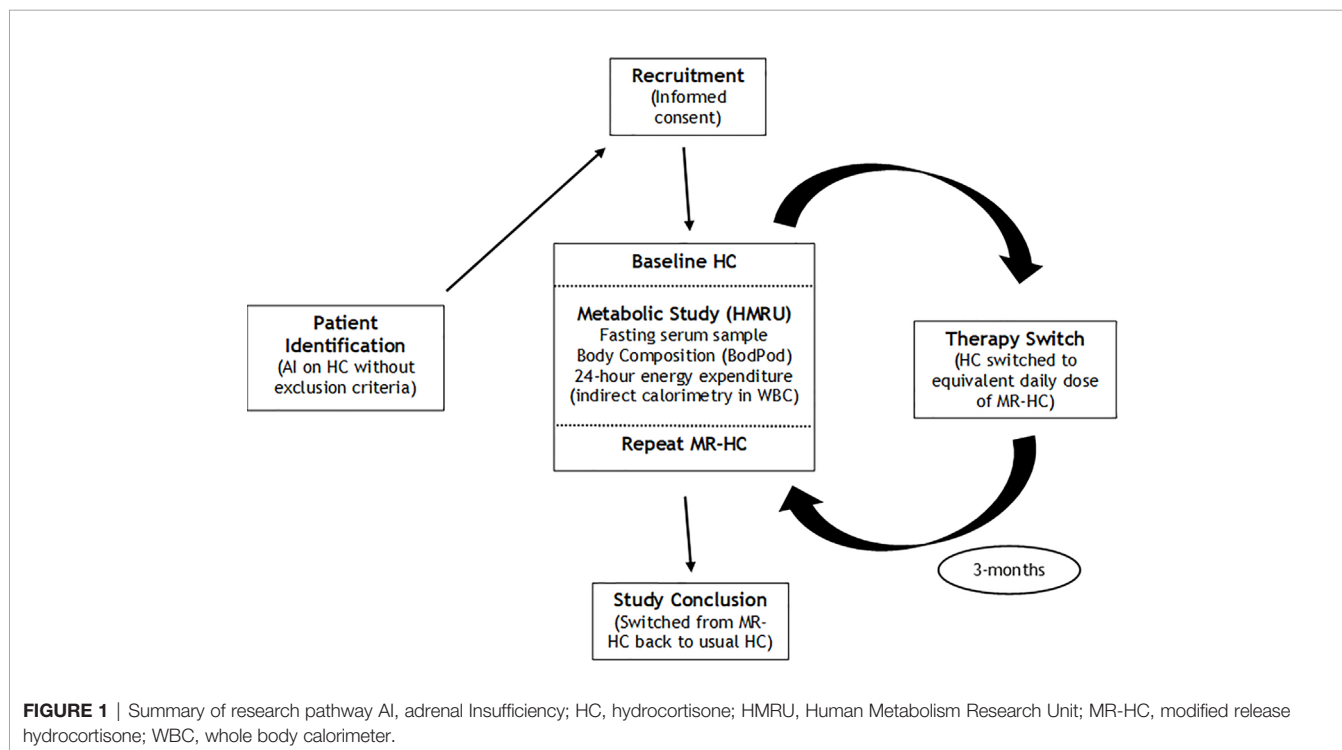 Recruitment
(Informed
consent)
Patient
Identification
(AI on HC without
exclusion criteria)
Baseline HC
Metabolic Study (HMRU)
Fasting serum sample
Body Composition (BodPod)
24-hour energy expenditure
(indirect calorimetry in WBC)
Repeat MR-HC
Therapy Switch
(HC switched to
equivalent daily dose
of MR-HC)
3-months
Study Conclusion
(Switched from MR-
HC back to usual HC)
FIGURE 1 | Summary of research pathway AI, adrenal Insufficiency; HC, hydrocortisone; HMRU, Human Metabolism Research Unit; MR-HC, modified release
hydrocortisone; WBC, whole body calorimeter.